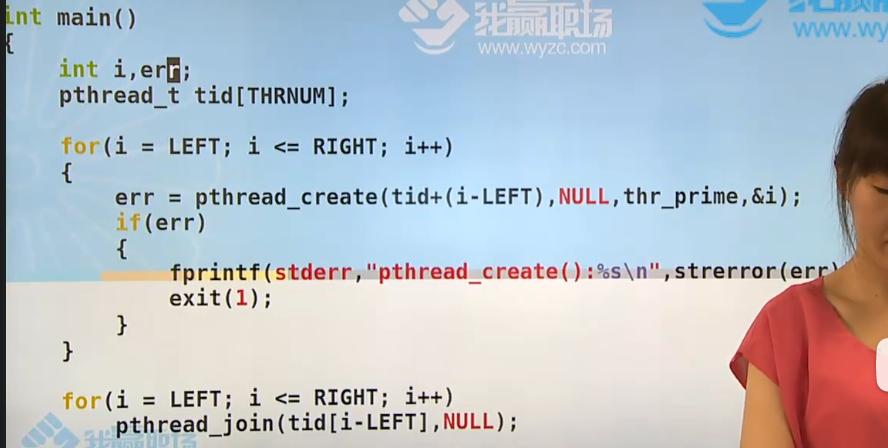 int main()
我赢职场
www.wyzc.com
www.wy
{
int i,err;
pthread_t tid[THRNUM];
for(i = LEFT; i <= RIGHT; i++)
{
err = pthread_create(tid+(i-LEFT),NULL,thr_prime,&i);
if(err)
{
fprintf(stderr,"pthread_create():%s\n",strerror(err)
exit(1);
}
}
for(i = LEFT; i <= RIGHT; i++)
pthread_join(tid[i-LEFT],NULL);
我赢职场